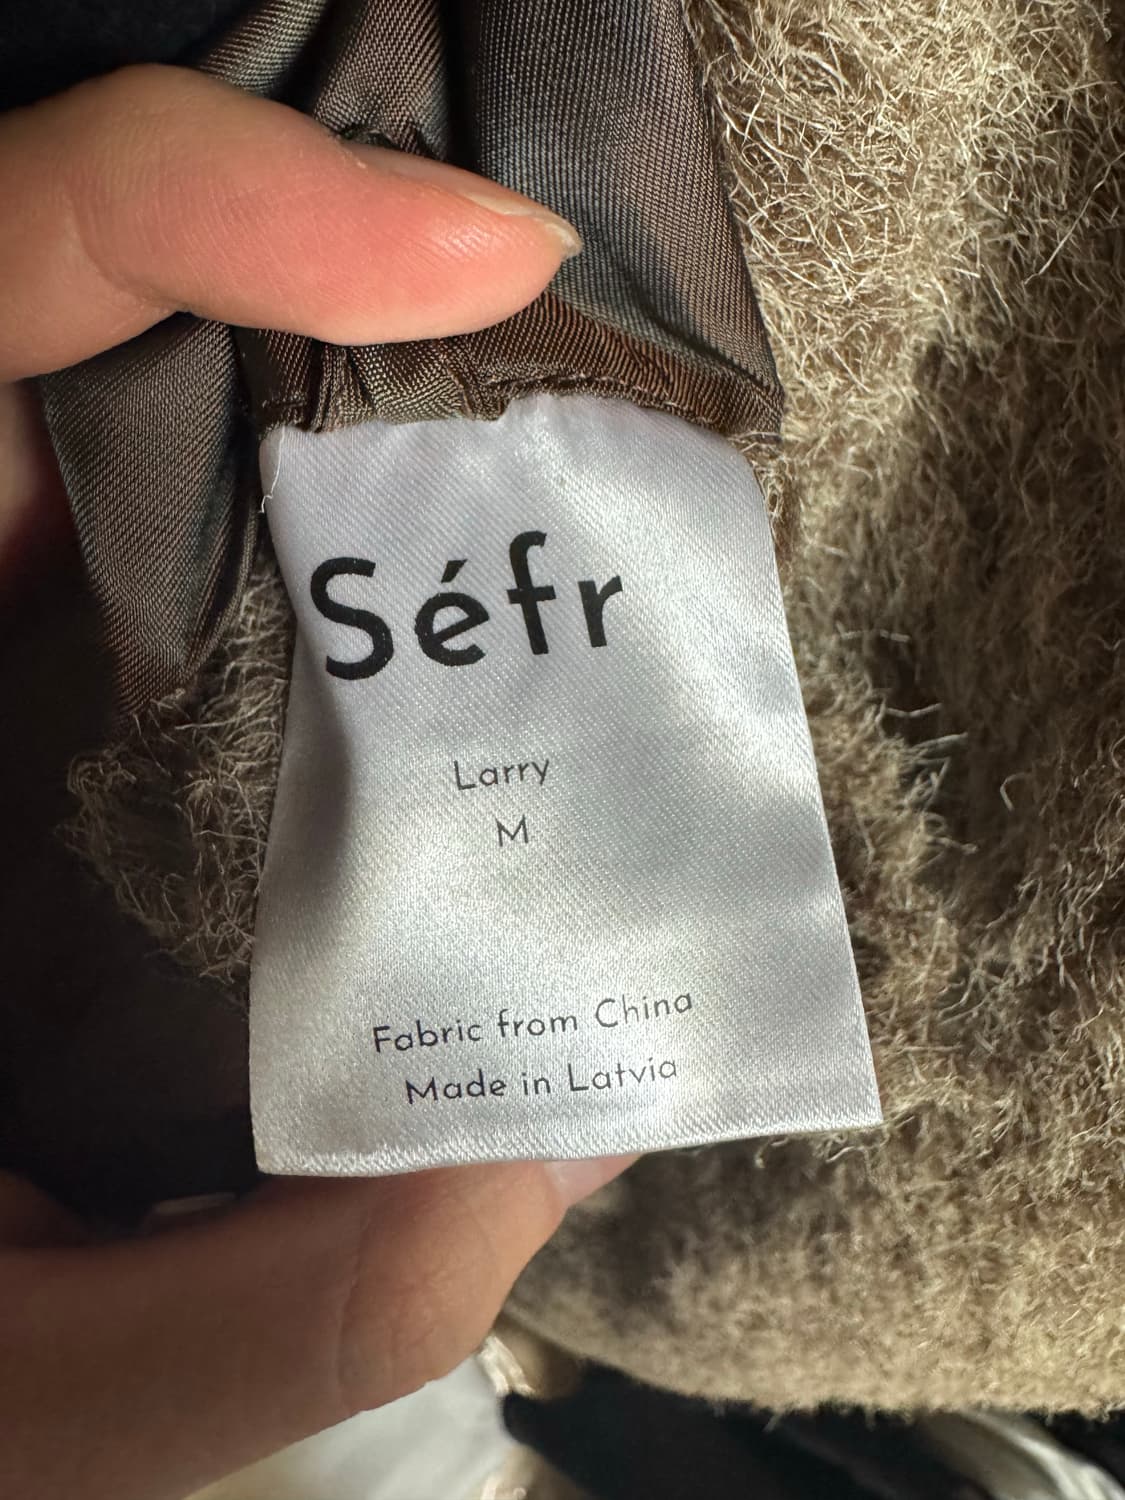 Séfr
Larry
M
Fabric from China
Made in Latvia